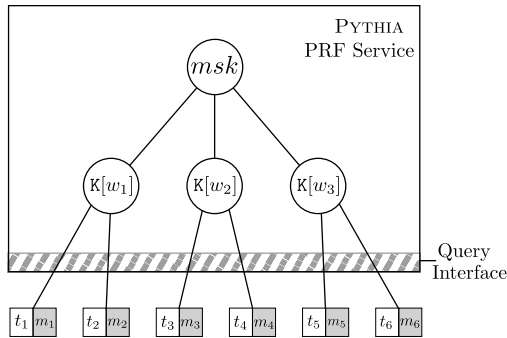 PYTHIA
PRF Service
msk
K[w₁] K[w₂] K[w₃]
Query
Interface
t₁ m₁ t₂ m₂ t₃ m₃ t₄ m₄ t₅ m₅ t₆ m₆